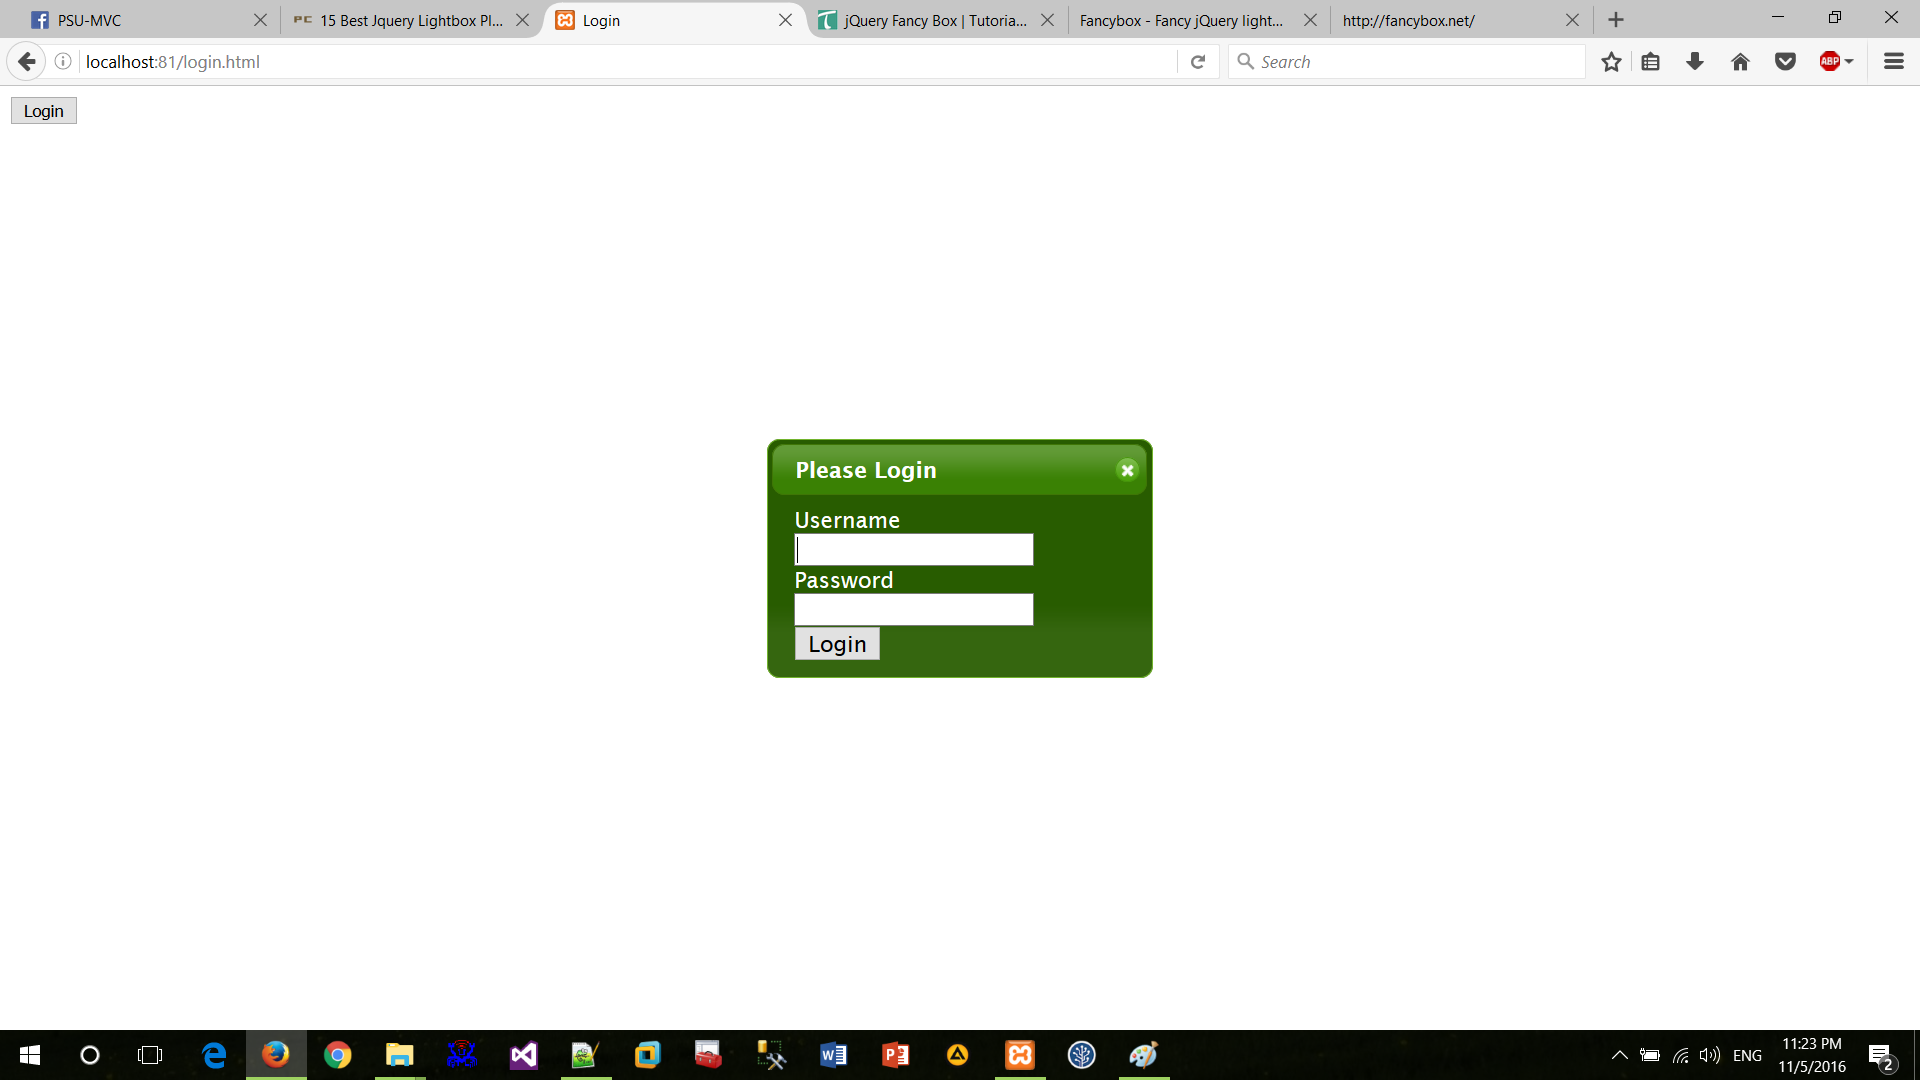 PSU-MVC
15 Best Jquery Lightbox Pl...
Login
jQuery Fancy Box | Tutoria...
Fancybox - Fancy jQuery light...
http://fancybox.net/
localhost:81/login.html
Search
ABP
Login
Please Login
Username
Password
Login
ENG
11:23 PM
11/5/2016
2